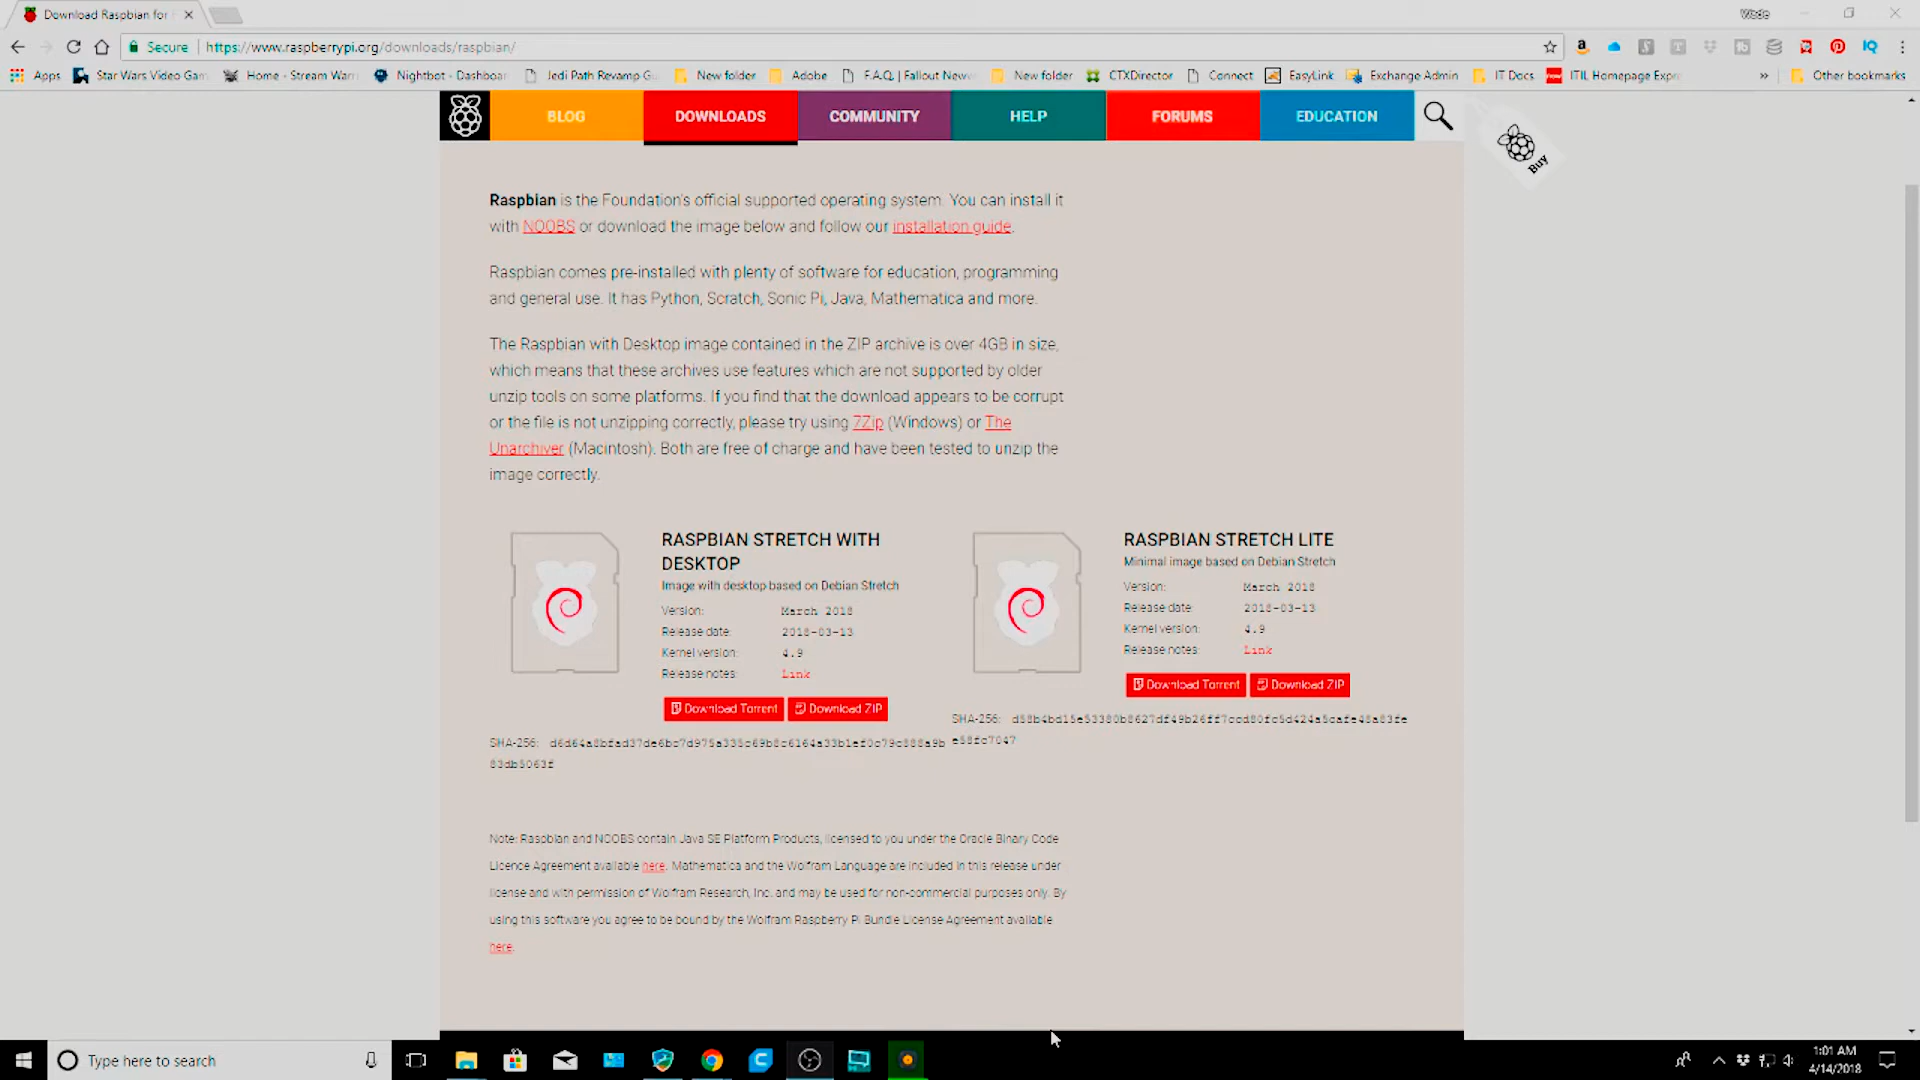 Download Raspbian for
Wade
Secure
https://www.raspberrypi.org/downloads/raspbian/
Apps
Star Wars Video Gam
Home - Stream Warr
Nightbot - Dashboar
Jedi Path Revamp Gu
New folder
Adobe
F.A.Q. | Fallout New
New folder
CTXDirector
Connect
EasyLink
Exchange Admin
IT Docs
ITIL Homepage Expr
Other bookmarks
BLOG
DOWNLOADS
COMMUNITY
HELP
FORUMS
EDUCATION
Buy
Raspbian is the Foundation's official supported operating system. You can install it
with NOOBS or download the image below and follow our installation guide.
Raspbian comes pre-installed with plenty of software for education, programming
and general use. It has Python, Scratch, Sonic Pi, Java, Mathematica and more.
The Raspbian with Desktop image contained in the ZIP archive is over 4GB in size,
which means that these archives use features which are not supported by older
unzip tools on some platforms. If you find that the download appears to be corrupt
or the file is not unzipping correctly, please try using 7Zip (Windows) or The
Unarchiver (Macintosh). Both are free of charge and have been tested to unzip the
image correctly.
RASPBIAN STRETCH WITH
DESKTOP
Image with desktop based on Debian Stretch
Version: March 2018
Release date: 2018-03-13
Kernel version: 4.9
Release notes: Link
Download Torrent
Download ZIP
SHA-256:
83db5063f
RASPBIAN STRETCH LITE
Minimal image based on Debian Stretch
Version: March 2018
Release date: 2018-03-13
Kernel version: 4.9
Release notes: Link
Download Torrent
Download ZIP
SHA-256:
e58fc7047
Note: Raspbian and NOOBS contain Java SE Platform Products, licensed to you under the Oracle Binary Code
Licence Agreement available here. Mathematica and the Wolfram Language are included in this release under
license and with permission of Wolfram Research, Inc. and may be used for non-commercial purposes only. By
using this software you agree to be bound by the Wolfram Raspberry Pi Bundle License Agreement available
here.
Type here to search
1:01 AM
4/14/2018